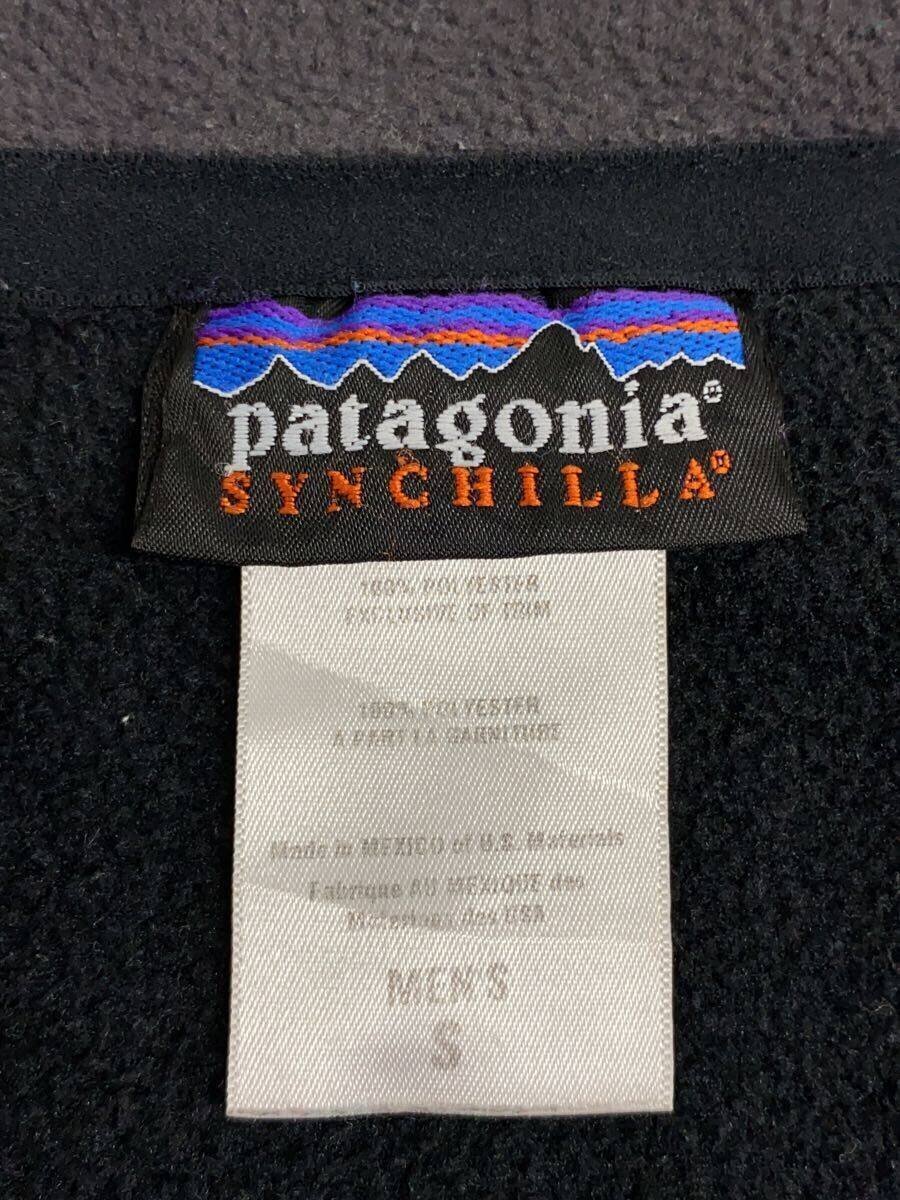 patagonia®
SYNCHILLA®
100% POLYESTER
EXCLUSIVE OF TRIM
100% POLYESTER
A PART LA GARNITURE
Made in MEXICO of U.S. Materials
Fabrique AU MEXIQUE des
Materiaux des USA
MEN'S
S